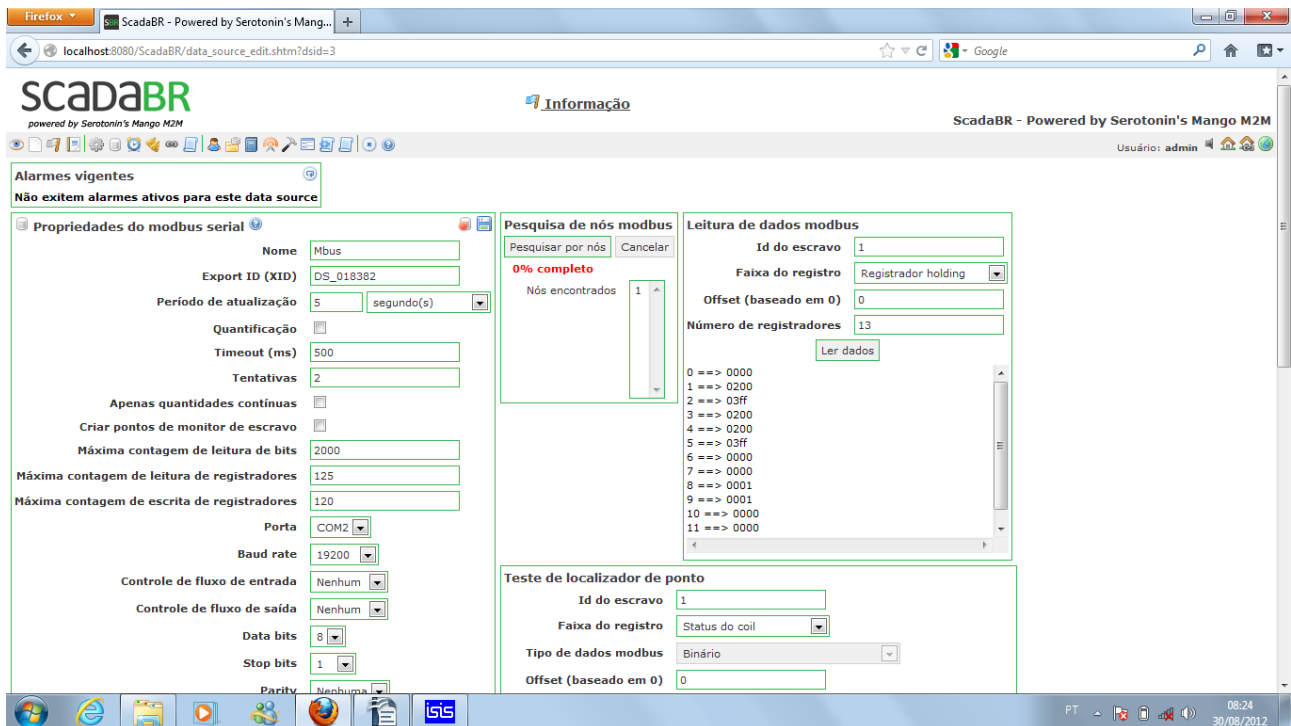 Firefox
ScadaBR - Powered by Serotonin's Mang...
localhost:8080/ScadaBR/data_source_edit.shtm?dsid=3
Google
SCADABR
powered by Serotonin's Mango M2M
Informação
ScadaBR - Powered by Serotonin's Mango M2M
Usuário: admin
Alarmes vigentes
Não exitem alarmes ativos para este data source
Propriedades do modbus serial
Nome Mbus
Export ID (XID) DS_018382
Período de atualização 5 segundo(s)
Quantificação
Timeout (ms) 500
Tentativas 2
Apenas quantidades contínuas
Criar pontos de monitor de escravo
Máxima contagem de leitura de bits 2000
Máxima contagem de leitura de registradores 125
Máxima contagem de escrita de registradores 120
Porta COM2
Baud rate 19200
Controle de fluxo de entrada Nenhum
Controle de fluxo de saída Nenhum
Data bits 8
Stop bits 1
Parity Nenhuma
Pesquisa de nós modbus
Pesquisar por nós Cancelar
0% completo
Nós encontrados 1
Leitura de dados modbus
Id do escravo 1
Faixa do registro Registrador holding
Offset (baseado em 0) 0
Número de registradores 13
Ler dados
0 ==> 0000
1 ==> 0200
2 ==> 03ff
3 ==> 0200
4 ==> 0200
5 ==> 03ff
6 ==> 0000
7 ==> 0000
8 ==> 0001
9 ==> 0001
10 ==> 0000
11 ==> 0000
Teste de localizador de ponto
Id do escravo 1
Faixa do registro Status do coil
Tipo de dados modbus Binário
Offset (baseado em 0) 0
isis
PT
08:24
30/08/2012